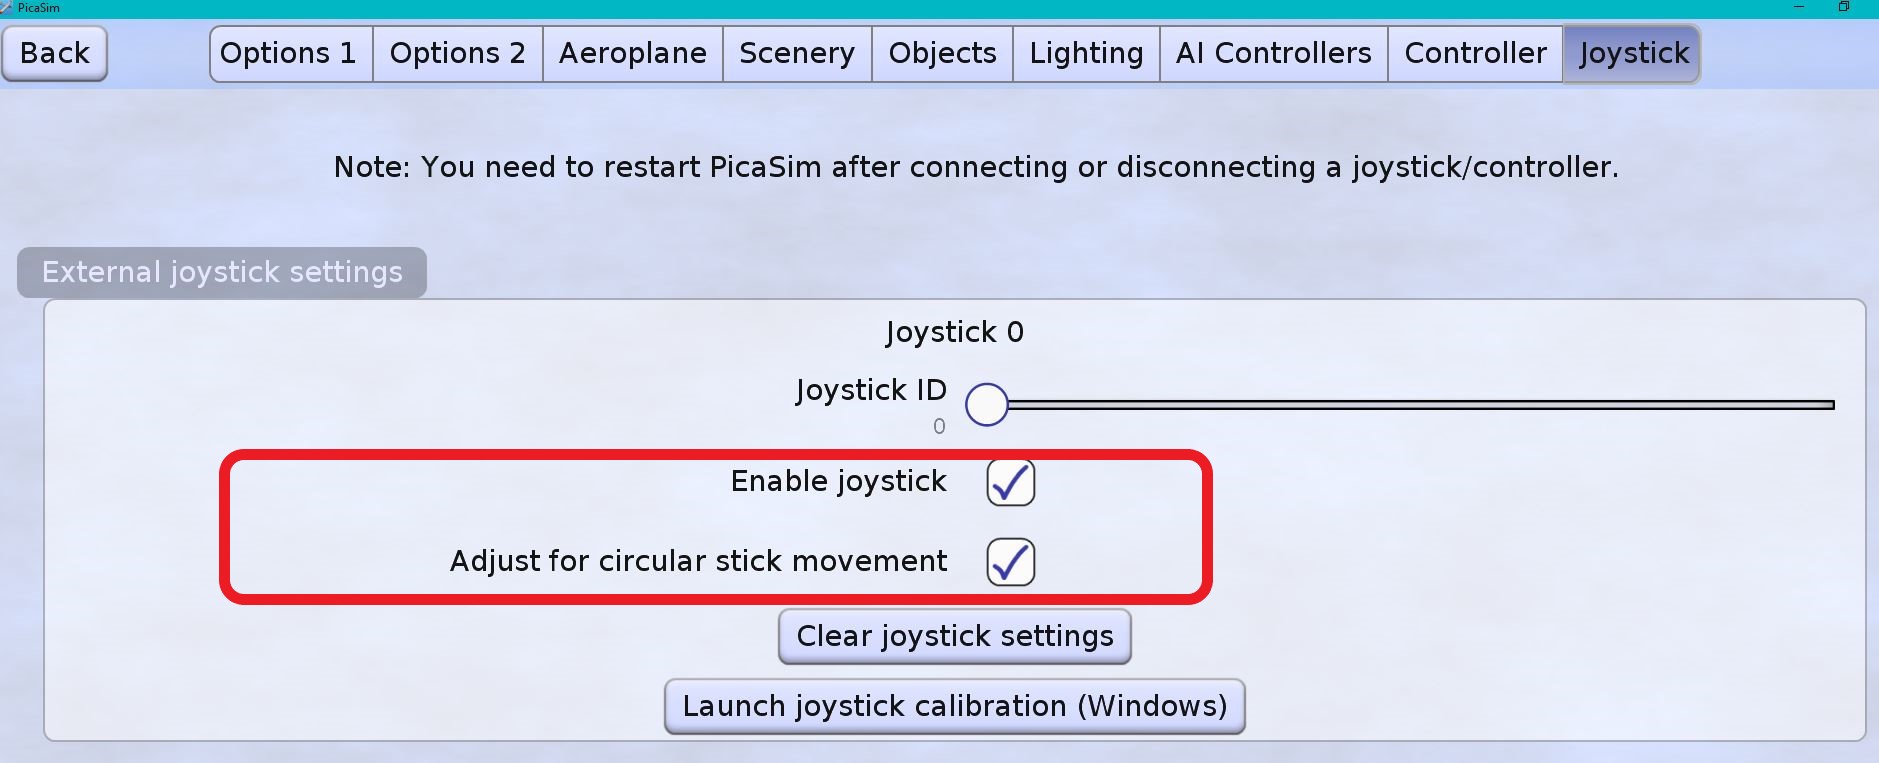 PicaSim
Back
Options 1 Options 2 Aeroplane Scenery Objects Lighting AI Controllers Controller Joystick
Note: You need to restart PicaSim after connecting or disconnecting a joystick/controller.
External joystick settings
Joystick 0
Joystick ID
0
Enable joystick
Adjust for circular stick movement
Clear joystick settings
Launch joystick calibration (Windows)